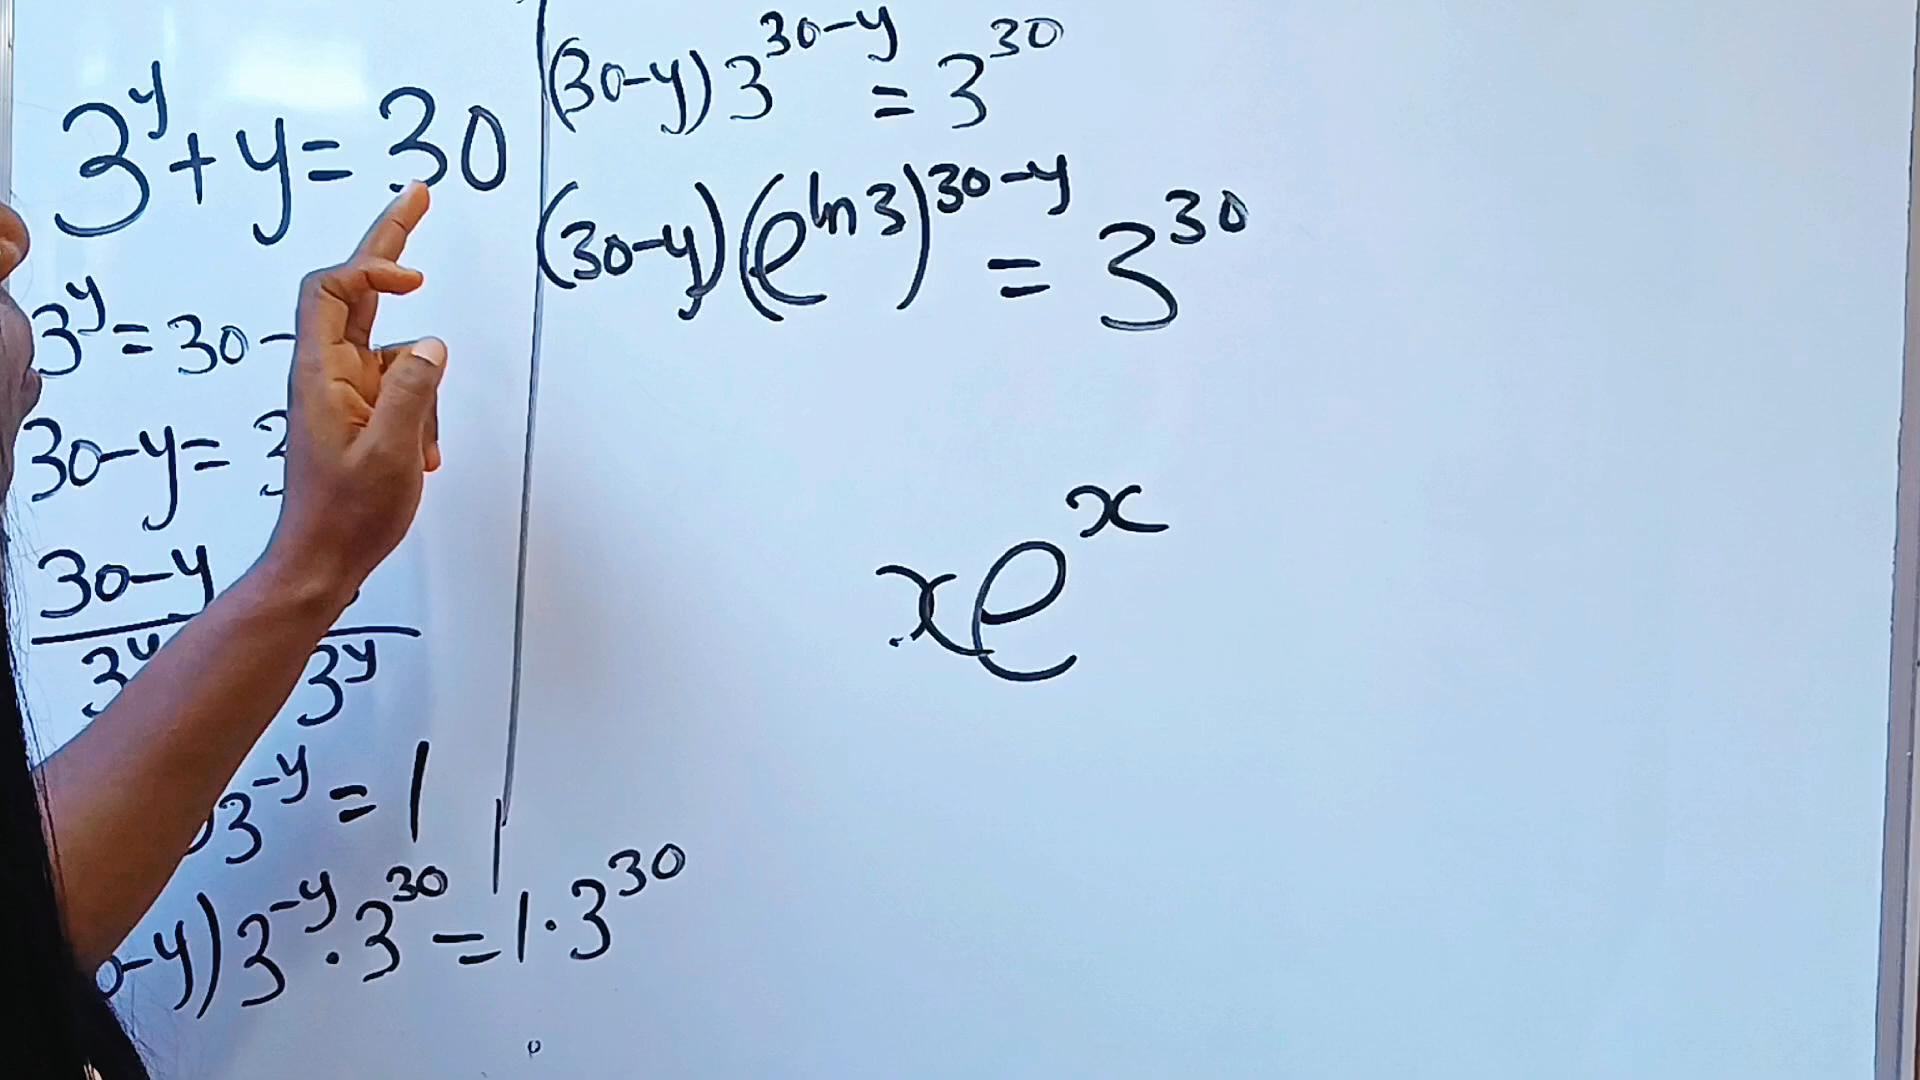 3^y + y = 30
3^y = 30 -
30 - y = 3
30 - y
3^y 3^y
3^-y = 1
-y) 3^-y · 3^30 = 1 · 3^30
(30 - y) 3^30-y = 3^30
(30 - y) (e^ln 3)^30-y = 3^30
xe^x